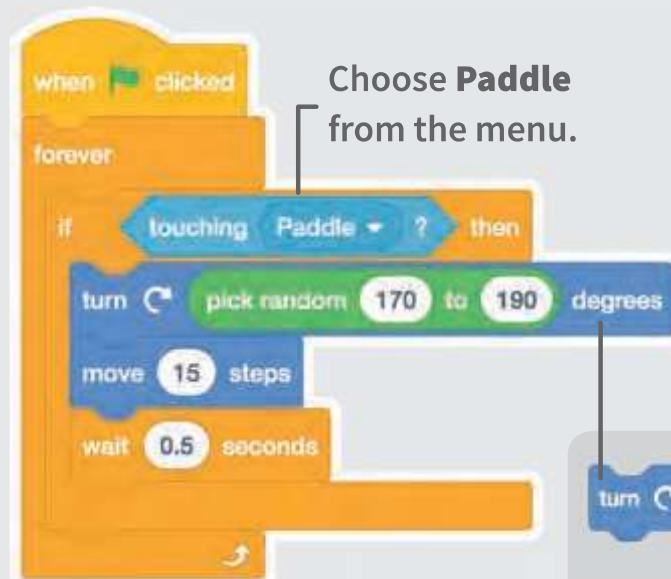 when clicked
Choose Paddle
from the menu.
forever
if touching Paddle ? then
turn pick random 170 to 190 degrees
move 15 steps
wait 0.5 seconds
turn